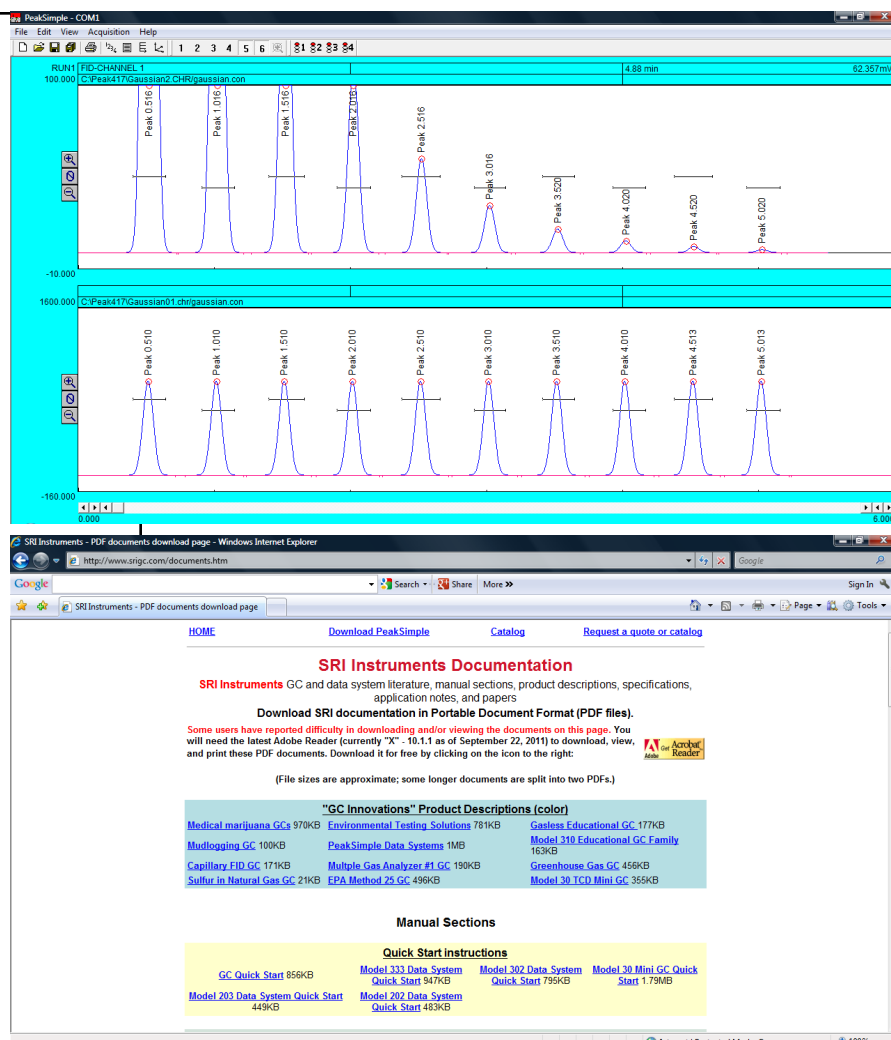 PeakSimple - COM1
File Edit View Acquisition Help
1 2 3 4 5 6 81 82 83 84
RUN1 FID-CHANNEL 1 4.88 min 62.357mV
100.000 C:\Peak417\Gaussian2.CHR/gaussian.con
Peak 0.516 Peak 1.016 Peak 1.516 Peak 2.016 Peak 2.516 Peak 3.016 Peak 3.520 Peak 4.020 Peak 4.520 Peak 5.020
-10.000
1600.000 C:\Peak417\Gaussian01.chr/gaussian.con
Peak 0.510 Peak 1.010 Peak 1.510 Peak 2.010 Peak 2.510 Peak 3.010 Peak 3.510 Peak 4.010 Peak 4.513 Peak 5.013
-160.000
0.000 6.000
SRI Instruments - PDF documents download page - Windows Internet Explorer
http://www.srigc.com/documents.htm Google
Google Search Share More Sign In
SRI Instruments - PDF documents download page Page Tools
HOME Download PeakSimple Catalog Request a quote or catalog
SRI Instruments Documentation
SRI Instruments GC and data system literature, manual sections, product descriptions, specifications,
application notes, and papers
Download SRI documentation in Portable Document Format (PDF files).
Some users have reported difficulty in downloading and/or viewing the documents on this page. You
will need the latest Adobe Reader (currently "X" - 10.1.1 as of September 22, 2011) to download, view,
and print these PDF documents. Download it for free by clicking on the icon to the right:
Get Acrobat Reader Adobe
(File sizes are approximate; some longer documents are split into two PDFs.)
"GC Innovations" Product Descriptions (color)
Medical marijuana GCs 970KB Environmental Testing Solutions 781KB Gasless Educational GC 177KB
Mudlogging GC 100KB PeakSimple Data Systems 1MB Model 310 Educational GC Family
163KB
Capillary FID GC 171KB Multple Gas Analyzer #1 GC 190KB Greenhouse Gas GC 456KB
Sulfur in Natural Gas GC 21KB EPA Method 25 GC 496KB Model 30 TCD Mini GC 355KB
Manual Sections
Quick Start instructions
GC Quick Start 856KB Model 333 Data System Quick Start 947KB Model 302 Data System Quick Start 795KB Model 30 Mini GC Quick Start 1.79MB
Model 203 Data System Quick Start 449KB Model 202 Data System Quick Start 483KB